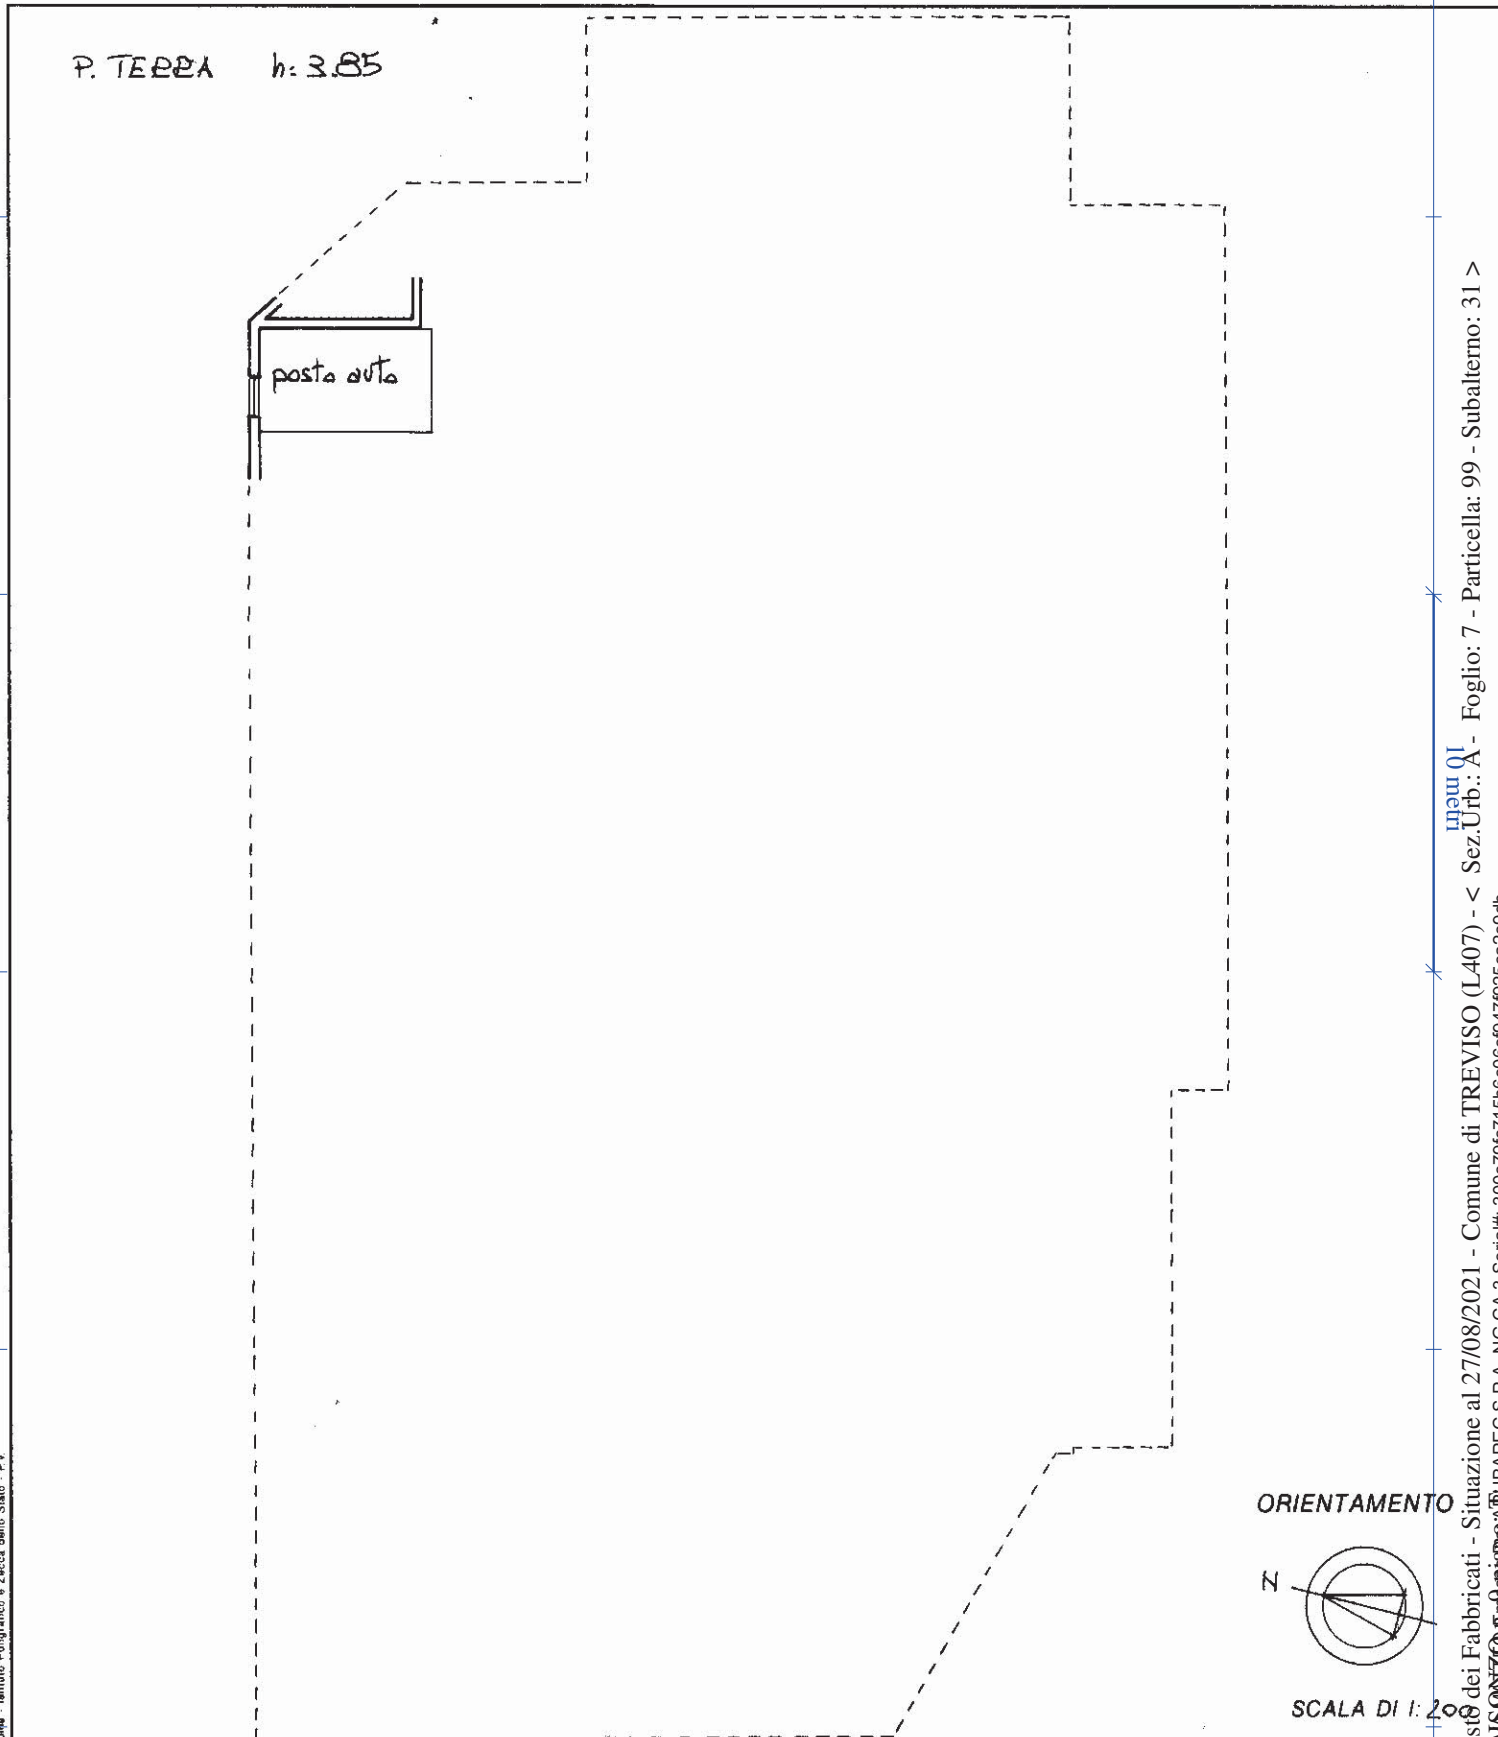 P. TERRA h: 3.85
posto auto
10 metri
sto dei Fabbricati - Situazione al 27/08/2021 - Comune di TREVISO (L407) - < Sez.Urb.: A - Foglio: 7 - Particella: 99 - Subalterno: 31 >
ORIENTAMENTO
N
SCALA DI 1: 200